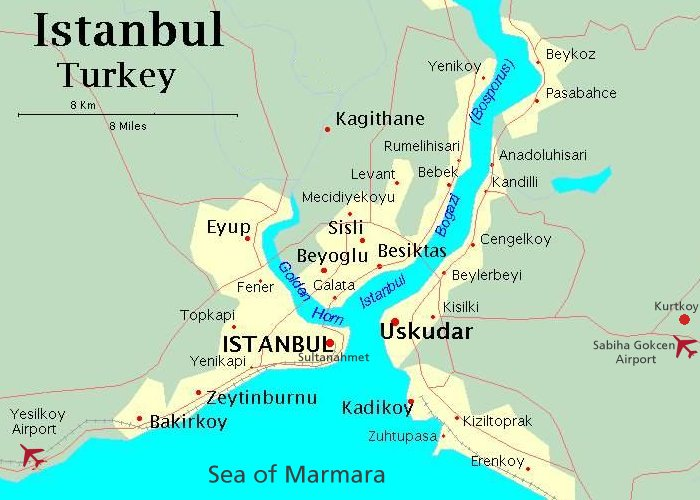 Istanbul
Turkey
8 Km
8 Miles
Beykoz
Yenikoy
(Bosporus)
Pasabahce
Kagithane
Rumelihisari
Anadoluhisari
Levant
Bebek
Kandilli
Mecidiyekoyu
Bogazi
Eyup
Sisli
Beyoglu
Besiktas
Cengelkoy
Golden Horn
Fener
Galata
Istanbul
Beylerbeyi
Topkapi
Kisilki
Kurtkoy
ISTANBUL
Uskudar
Sultanahmet
Sabiha Gokcen
Airport
Yenikapi
Zeytinburnu
Kadikoy
Yesilkoy
Airport
Bakirkoy
Kiziltoprak
Zuhtupasa
Erenkoy
Sea of Marmara